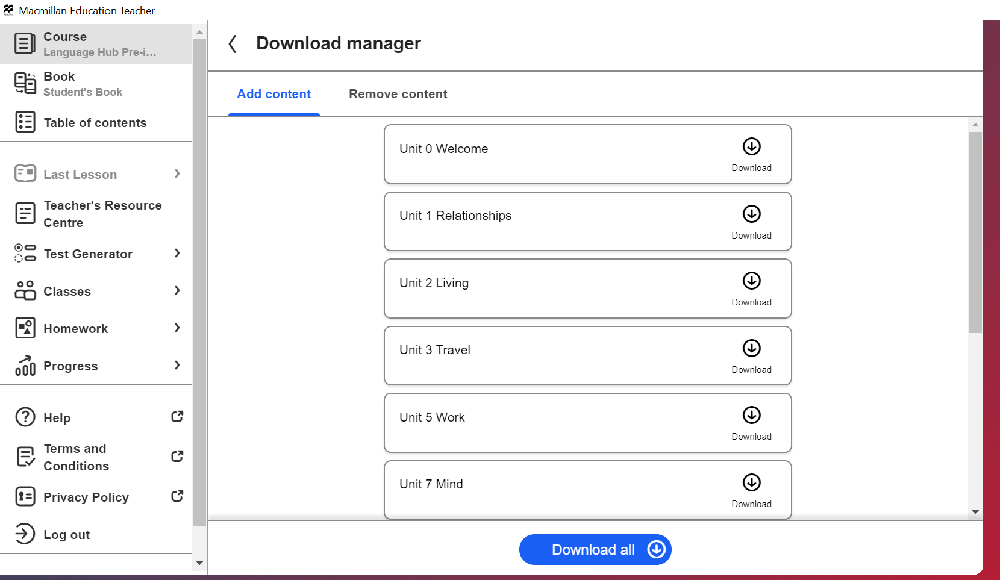 Macmillan Education Teacher
Course
Language Hub Pre-i...
Book
Student's Book
Table of contents
Last Lesson
Teacher's Resource
Centre
Test Generator
Classes
Homework
Progress
Help
Terms and
Conditions
Privacy Policy
Log out
Download manager
Add content
Remove content
Unit 0 Welcome
Download
Unit 1 Relationships
Download
Unit 2 Living
Download
Unit 3 Travel
Download
Unit 5 Work
Download
Unit 7 Mind
Download
Download all